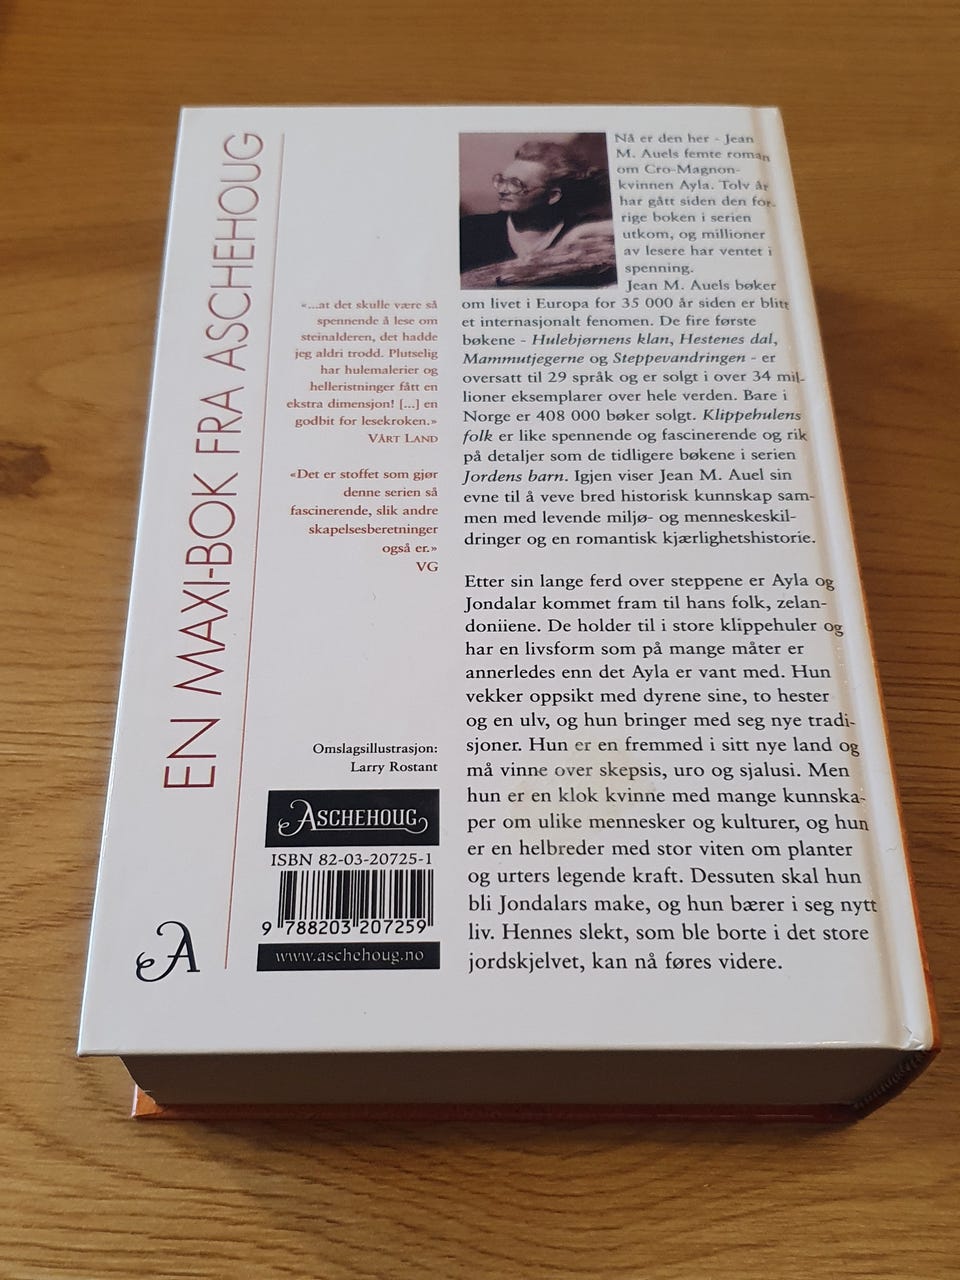 EN MAXI-BOK FRA ASCHEHOUG
«...at det skulle være så
spennende å lese om
steinalderen, det hadde
jeg aldri trodd. Plutselig
har hulemalerier og
helleristninger fått en
ekstra dimensjon! [...] en
godbit for lesekroken.»
VÅRT LAND
«Det er stoffet som gjør
denne serien så
fascinerende, slik andre
skapelsesberetninger
også er.»
VG
Omslagsillustrasjon:
Larry Rostant
ASCHEHOUG
ISBN 82-03-20725-1
9 788203 207259
www.aschehoug.no
A
Nå er den her - Jean
M. Auels femte roman
om Cro-Magnon-
kvinnen Ayla. Tolv år
har gått siden den for-
rige boken i serien
utkom, og millioner
av lesere har ventet i
spenning.
Jean M. Auels bøker
om livet i Europa for 35 000 år siden er blitt
et internasjonalt fenomen. De fire første
bøkene - Hulebjørnens klan, Hestenes dal,
Mammutjegerne og Steppevandringen - er
oversatt til 29 språk og er solgt i over 34 mil-
lioner eksemplarer over hele verden. Bare i
Norge er 408 000 bøker solgt. Klippehulens
folk er like spennende og fascinerende og rik
på detaljer som de tidligere bøkene i serien
Jordens barn. Igjen viser Jean M. Auel sin
evne til å veve bred historisk kunnskap sam-
men med levende miljø- og menneskeskil-
dringer og en romantisk kjærlighetshistorie.
Etter sin lange ferd over steppene er Ayla og
Jondalar kommet fram til hans folk, zelan-
doniiene. De holder til i store klippehuler og
har en livsform som på mange måter er
annerledes enn det Ayla er vant med. Hun
vekker oppsikt med dyrene sine, to hester
og en ulv, og hun bringer med seg nye tradi-
sjoner. Hun er en fremmed i sitt nye land og
må vinne over skepsis, uro og sjalusi. Men
hun er en klok kvinne med mange kunnska-
per om ulike mennesker og kulturer, og hun
er en helbreder med stor viten om planter
og urters legende kraft. Dessuten skal hun
bli Jondalars make, og hun bærer i seg nytt
liv. Hennes slekt, som ble borte i det store
jordskjelvet, kan nå føres videre.